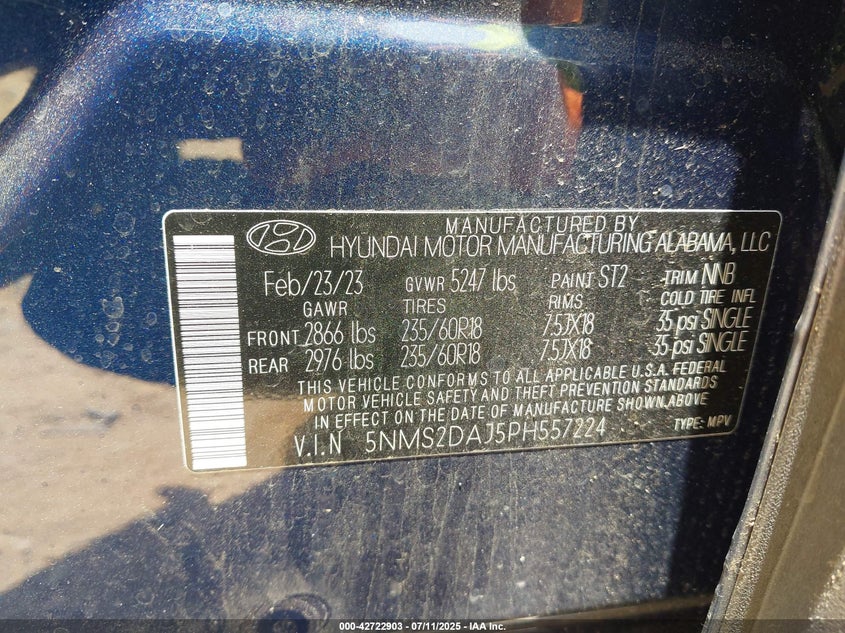 MANUFACTURED BY
HYUNDAI MOTOR MANUFACTURING ALABAMA, LLC
Feb/23/23 GVWR 5247 lbs PAINT ST2 TRIM NNB
GAWR TIRES RIMS COLD TIRE INFL
FRONT 2866 lbs 235/60R18 7.5JX18 35 psi SINGLE
REAR 2976 lbs 235/60R18 7.5JX18 35 psi SINGLE
THIS VEHICLE CONFORMS TO ALL APPLICABLE U.S.A. FEDERAL
MOTOR VEHICLE SAFETY AND THEFT PREVENTION STANDARDS
IN EFFECT ON THE DATE OF MANUFACTURE SHOWN ABOVE
V.I.N 5NMS2DAJ5PH557224 TYPE: MPV
000-42722903 - 07/11/2025 - IAA Inc.